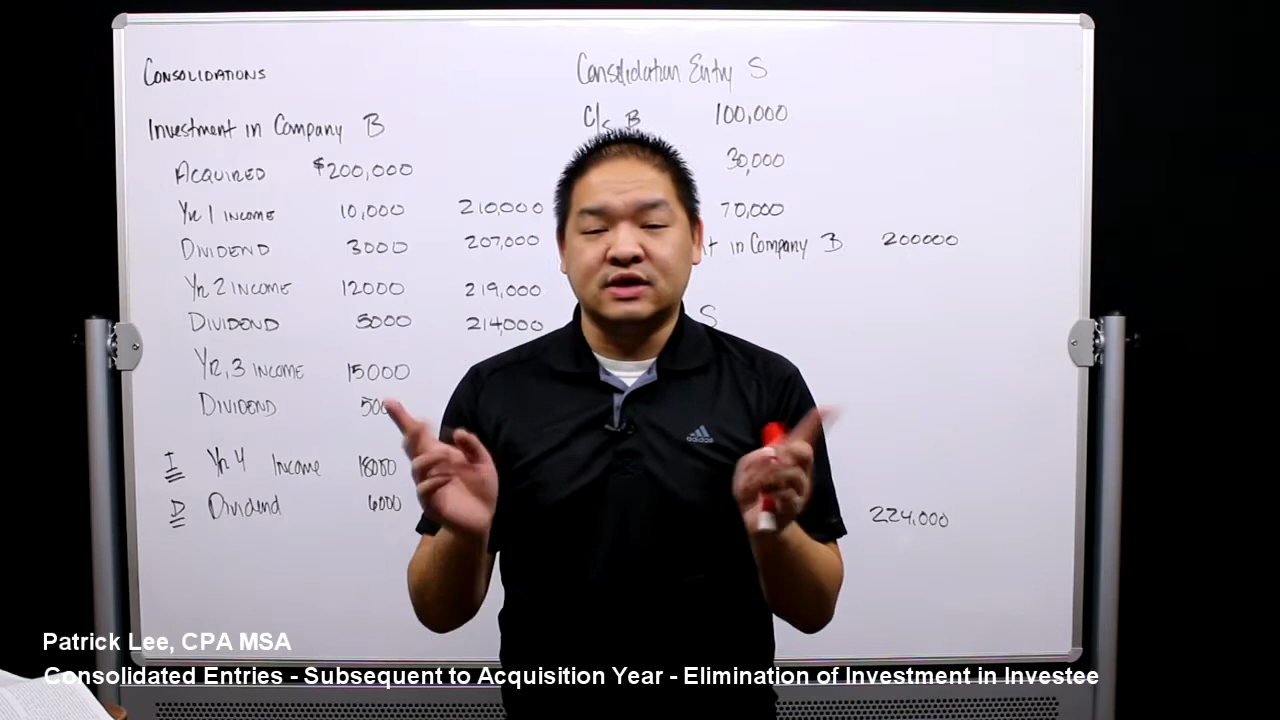 CONSOLIDATIONS
Investment in Company B
ACQUIRED $200,000
YR 1 INCOME 10,000 210,000
DIVIDEND 3000 207,000
YR 2 INCOME 12000 219,000
DIVIDEND 5000 214,000
YR, 3 INCOME 15000
DIVIDEND
I YR 4 Income 18000
D Dividend 6000
Consolidation Entry S
C/S B 100,000
30,000
70,000
in Company B 200000
S
224,000
adidas
Patrick Lee, CPA MSA
Consolidated Entries - Subsequent to Acquisition Year - Elimination of Investment in Investee